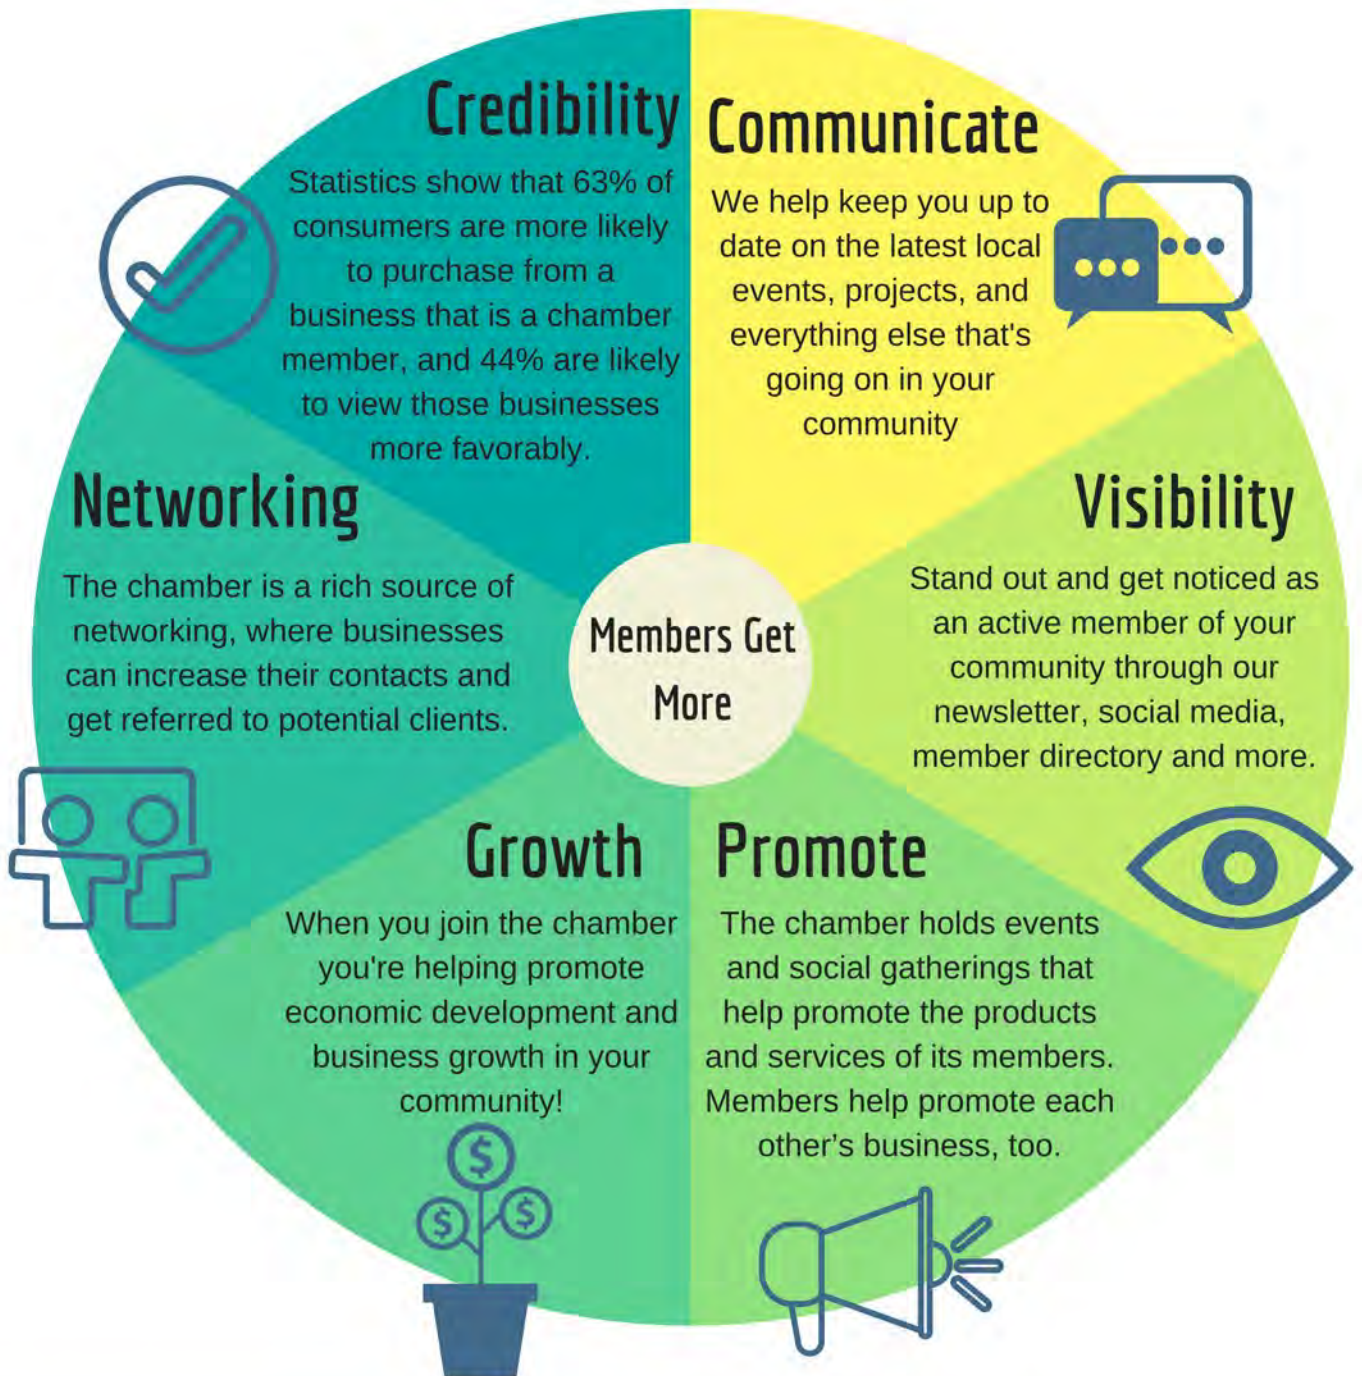 Credibility
Statistics show that 63% of
consumers are more likely
to purchase from a
business that is a chamber
member, and 44% are likely
to view those businesses
more favorably.
Communicate
We help keep you up to
date on the latest local
events, projects, and
everything else that's
going on in your
community
Networking
The chamber is a rich source of
networking, where businesses
can increase their contacts and
get referred to potential clients.
Members Get
More
Visibility
Stand out and get noticed as
an active member of your
community through our
newsletter, social media,
member directory and more.
Growth
When you join the chamber
you're helping promote
economic development and
business growth in your
community!
$
$
$
Promote
The chamber holds events
and social gatherings that
help promote the products
and services of its members.
Members help promote each
other's business, too.